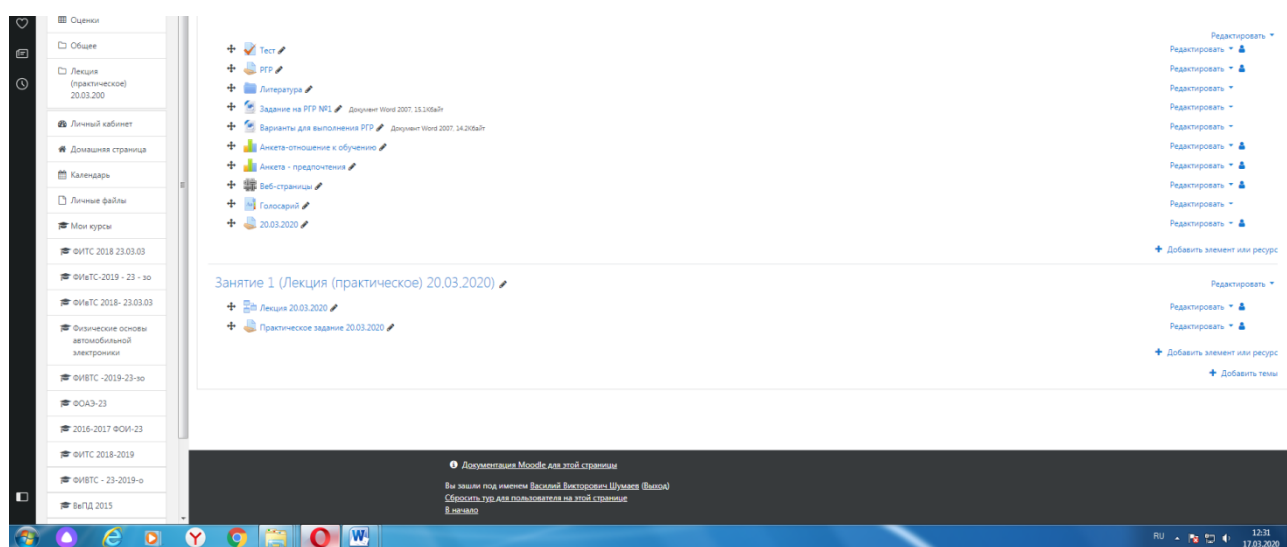 Оценки
Общее
Лекция
(практическое)
20.03.200
Личный кабинет
Домашняя страница
Календарь
Личные файлы
Мои курсы
ФИТС 2018 23.03.03
ФИвТС-2019 - 23 - зо
ФИвТС 2018- 23.03.03
Физические основы
автомобильной
электроники
ФИВТС -2019-23-зо
ФОАЭ-23
2016-2017 ФОИ-23
ФИТС 2018-2019
ФИВТС - 23-2019-о
ВвПД 2015
Редактировать
Тест Редактировать
РГР Редактировать
Литература Редактировать
Задание на РГР №1 Документ Word 2007, 15,1Кбайт Редактировать
Варианты для выполнения РГР Документ Word 2007, 14,2Кбайт Редактировать
Анкета-отношение к обучению Редактировать
Анкета - предпочтения Редактировать
Веб-страницы Редактировать
Голосарий Редактировать
20.03.2020 Редактировать
Добавить элемент или ресурс
Занятие 1 (Лекция (практическое) 20.03.2020) Редактировать
Лекция 20.03.2020 Редактировать
Практическое задание 20.03.2020 Редактировать
Добавить элемент или ресурс
Добавить темы
Документация Moodle для этой страницы
Вы зашли под именем Василий Викторович Шумаев (Выход)
Сбросить тур для пользователя на этой странице
В начало
RU 12:31
17.03.2020